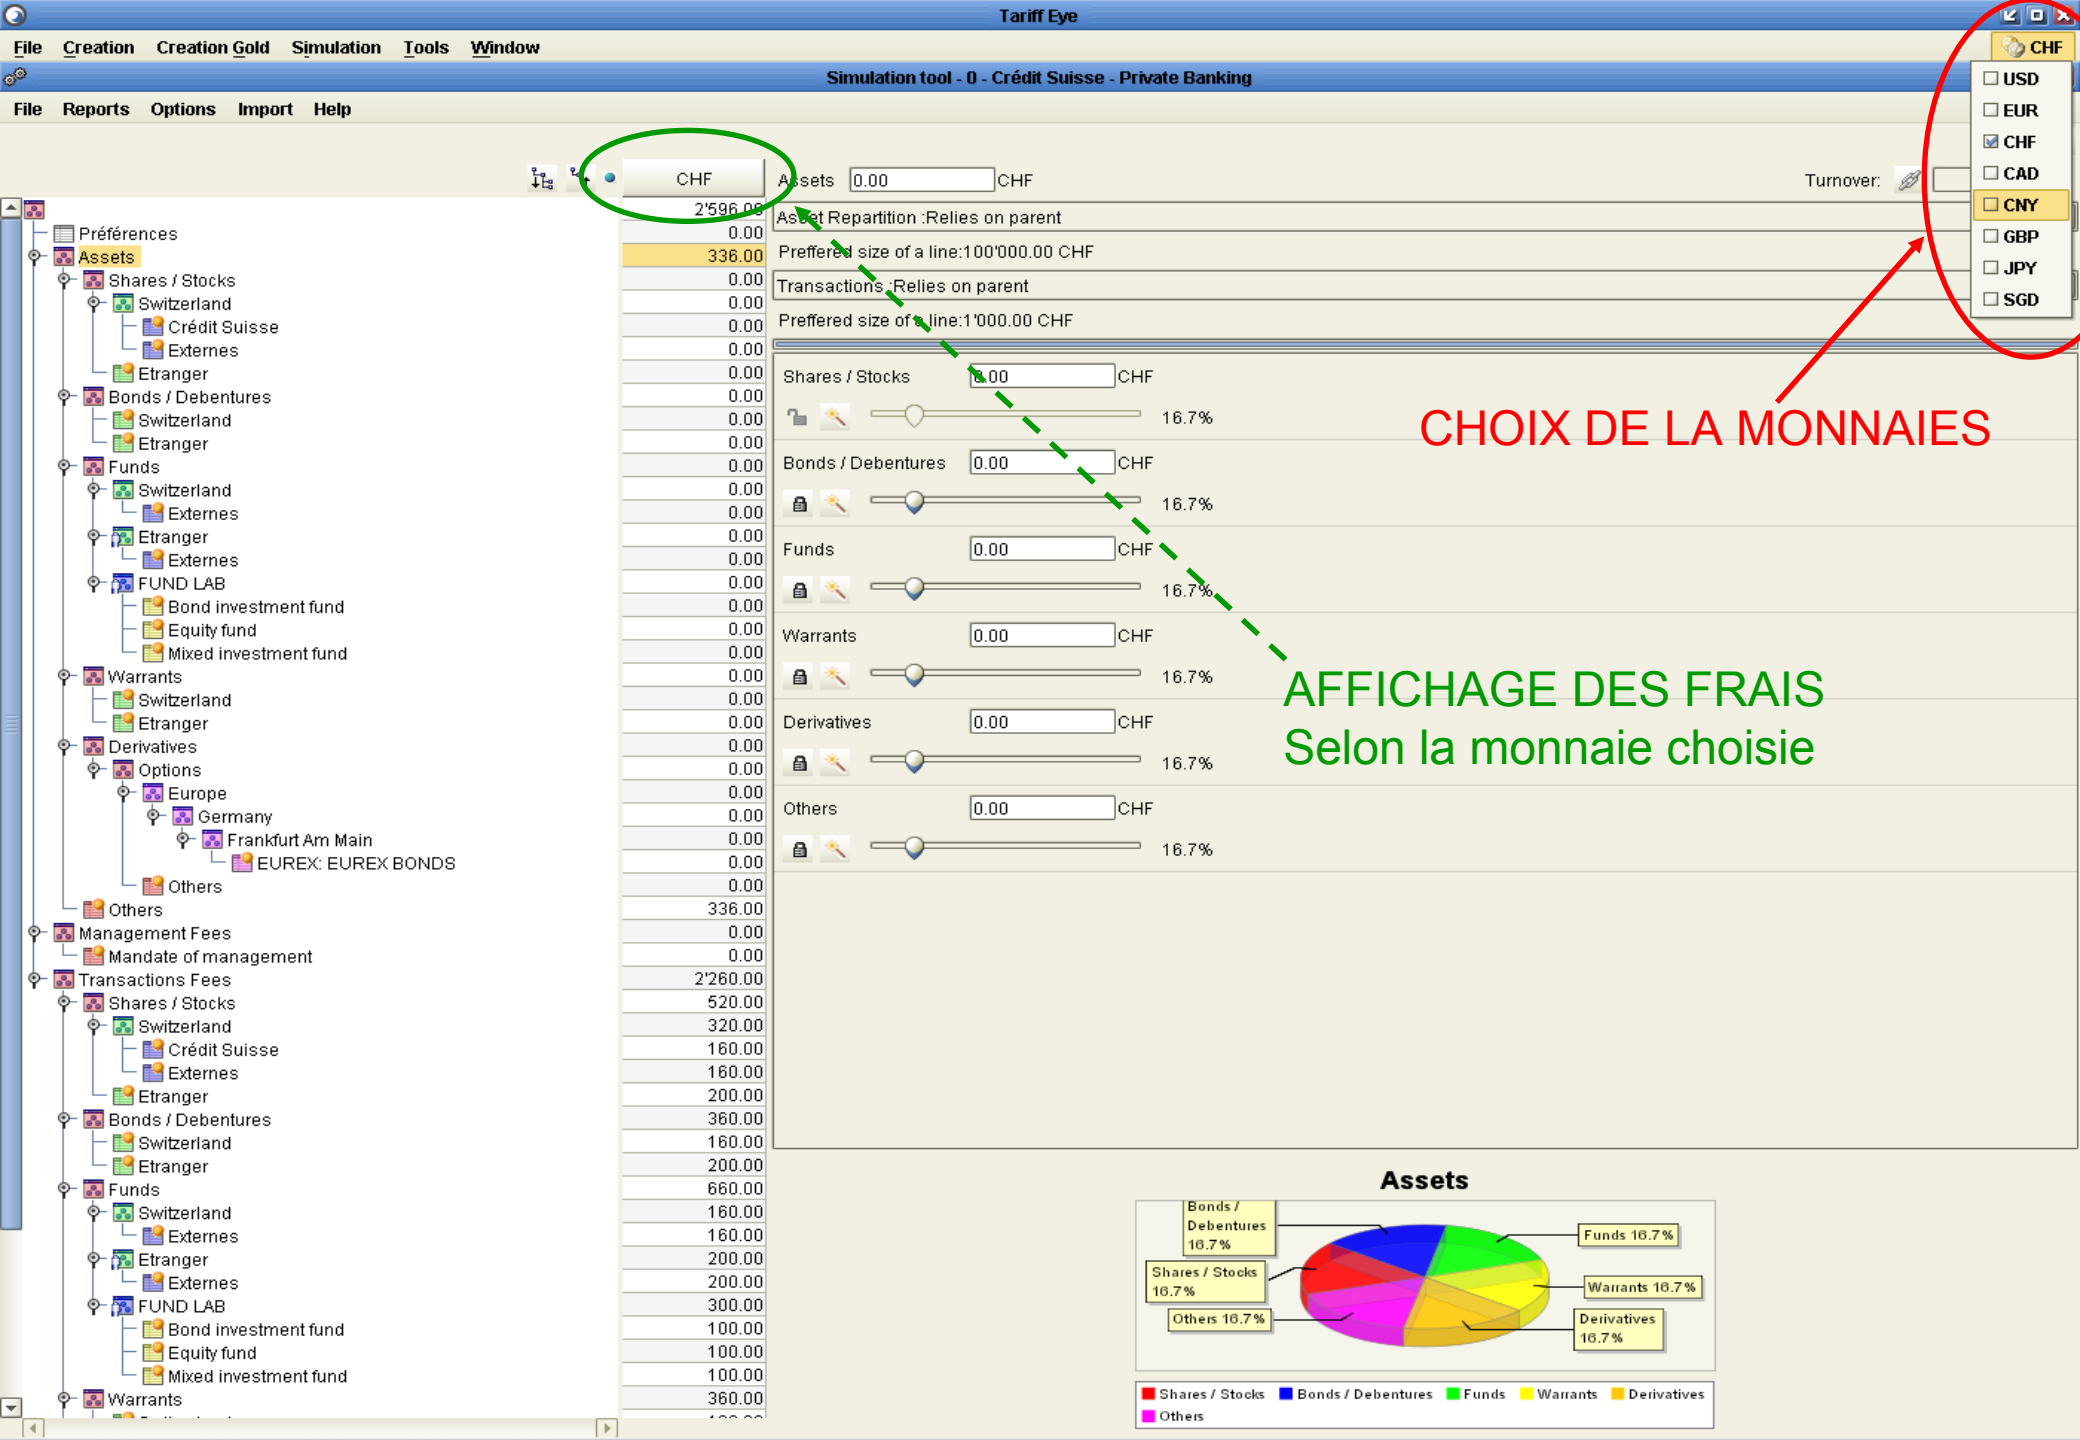 Tariff Eye
File Creation Creation Gold Simulation Tools Window CHF
Simulation tool - 0 - Crédit Suisse - Private Banking
File Reports Options Import Help
USD
EUR
CHF
CAD
CNY
GBP
JPY
SGD
CHF
Assets 0.00 CHF
Turnover:
2'596.00
Asset Repartition :Relies on parent
Préférences 0.00
Assets 336.00
Preffered size of a line:100'000.00 CHF
Shares / Stocks 0.00
Transactions :Relies on parent
Switzerland 0.00
Crédit Suisse 0.00
Preffered size of a line:1'000.00 CHF
Externes 0.00
Etranger 0.00
Shares / Stocks 0.00 CHF
16.7%
Bonds / Debentures 0.00
Switzerland 0.00
Etranger 0.00
CHOIX DE LA MONNAIES
Funds 0.00
Bonds / Debentures 0.00 CHF
16.7%
Switzerland 0.00
Externes 0.00
Etranger 0.00
Funds 0.00 CHF
16.7%
Externes 0.00
FUND LAB 0.00
Bond investment fund 0.00
Equity fund 0.00
Warrants 0.00 CHF
16.7%
Mixed investment fund 0.00
Warrants 0.00
Switzerland 0.00
AFFICHAGE DES FRAIS
Selon la monnaie choisie
Etranger 0.00
Derivatives 0.00 CHF
16.7%
Derivatives 0.00
Options 0.00
Europe 0.00
Germany 0.00
Others 0.00 CHF
16.7%
Frankfurt Am Main 0.00
EUREX: EUREX BONDS 0.00
Others 0.00
Others 336.00
Management Fees 0.00
Mandate of management 0.00
Transactions Fees 2'260.00
Shares / Stocks 520.00
Switzerland 320.00
Crédit Suisse 160.00
Externes 160.00
Etranger 200.00
Bonds / Debentures 360.00
Switzerland 160.00
Etranger 200.00
Funds 660.00
Switzerland 160.00
Externes 160.00
Etranger 200.00
Externes 200.00
FUND LAB 300.00
Bond investment fund 100.00
Equity fund 100.00
Mixed investment fund 100.00
Warrants 360.00
Assets
Bonds /
Debentures
16.7%
Funds 16.7%
Shares / Stocks
16.7%
Warrants 16.7%
Others 16.7%
Derivatives
16.7%
Shares / Stocks Bonds / Debentures Funds Warrants Derivatives
Others